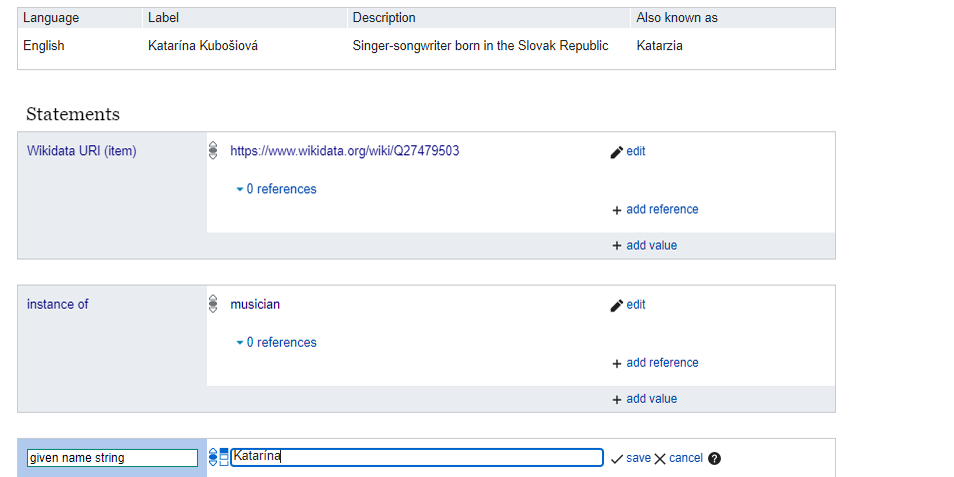 Language Label Description Also known as
English Katarína Kubošiová Singer-songwriter born in the Slovak Republic Katarzia
Statements
Wikidata URI (item) https://www.wikidata.org/wiki/Q27479503 edit
0 references
+ add reference
+ add value
instance of musician edit
0 references
+ add reference
+ add value
given name string Katarína save cancel ?